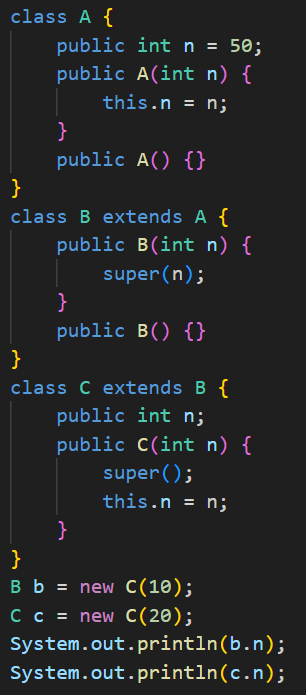 class A {
    public int n = 50;
    public A(int n) {
        this.n = n;
    }
    public A() {}
}
class B extends A {
    public B(int n) {
        super(n);
    }
    public B() {}
}
class C extends B {
    public int n;
    public C(int n) {
        super();
        this.n = n;
    }
}
B b = new C(10);
C c = new C(20);
System.out.println(b.n);
System.out.println(c.n);